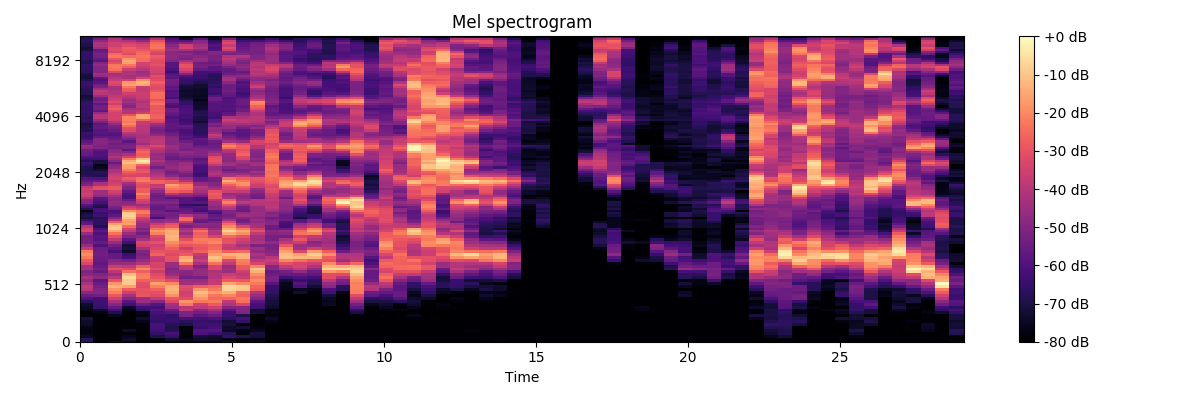 Mel spectrogram
Hz
8192
4096
2048
1024
512
0
0 5 10 15 20 25
Time
+0 dB
-10 dB
-20 dB
-30 dB
-40 dB
-50 dB
-60 dB
-70 dB
-80 dB